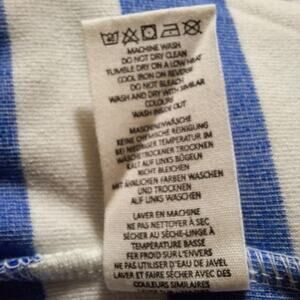 MACHINE WASH
DO NOT DRY CLEAN
TUMBLE DRY ON A LOW HEAT
COOL IRON ON REVERSE
DO NOT BLEACH
WASH AND DRY WITH SIMILAR
COLOURS
WASH INSIDE OUT
MASCHINENWÄSCHE
KEINE CHEMISCHE REINIGUNG
BEI NIEDRIGER TEMPERATUR IM
WÄSCHETROCKNER TROCKNEN
KALT AUF LINKS BÜGELN
NICHT BLEICHEN
MIT ÄHNLICHEN FARBEN WASCHEN
UND TROCKNEN
AUF LINKS WASCHEN
LAVER EN MACHINE
NE PAS NETTOYER À SEC
SÉCHER AU SÈCHE-LINGE À
TEMPÉRATURE BASSE
FER FROID SUR L'ENVERS
NE PAS UTILISER D'EAU JAVEL
LAVER ET FAIRE SÉCHER AVEC DES
COULEURS SIMILAIRES